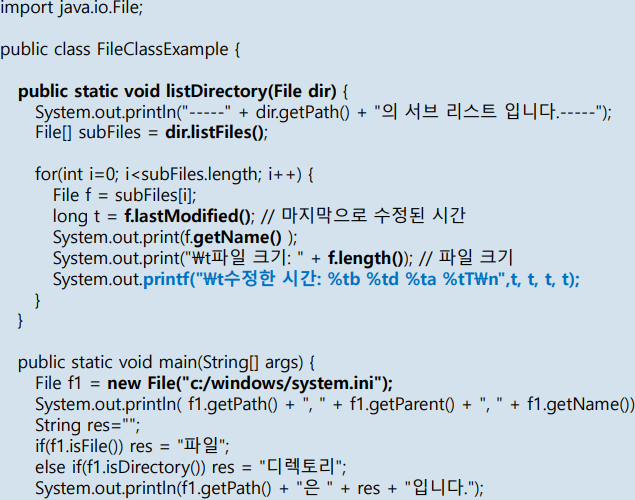 import java.io.File;
public class FileClassExample {
public static void listDirectory(File dir) {
System.out.println("-----" + dir.getPath() + "의 서브 리스트 입니다.-----");
File[] subFiles = dir.listFiles();
for(int i=0; i<subFiles.length; i++) {
File f = subFiles[i];
long t = f.lastModified(); // 마지막으로 수정된 시간
System.out.print(f.getName() );
System.out.print("₩t파일 크기: " + f.length()); // 파일 크기
System.out.printf("₩t수정한 시간: %tb %td %ta %tT₩n",t, t, t, t);
}
}
public static void main(String[] args) {
File f1 = new File("c:/windows/system.ini");
System.out.println( f1.getPath() + ", " + f1.getParent() + ", " + f1.getName())
String res="";
if(f1.isFile()) res = "파일";
else if(f1.isDirectory()) res = "디렉토리";
System.out.println(f1.getPath() + "은 " + res + "입니다.");